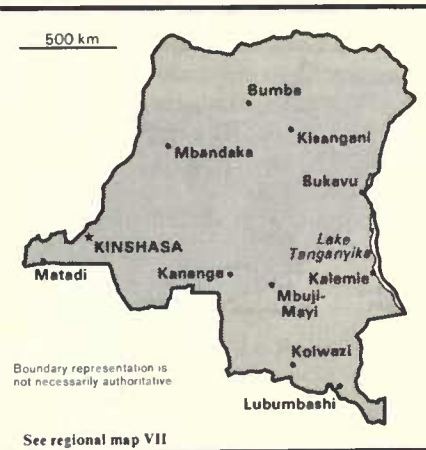 500 km
Bumba
Kisangani
Mbandaka
Bukavu
KINSHASA
Lake
Tanganyika
Matadi
Kananga
Kalemie
Mbuji-
Mayi
Kolwezi
Boundary representation is
not necessarily authoritative
Lubumbashi
See regional map VII